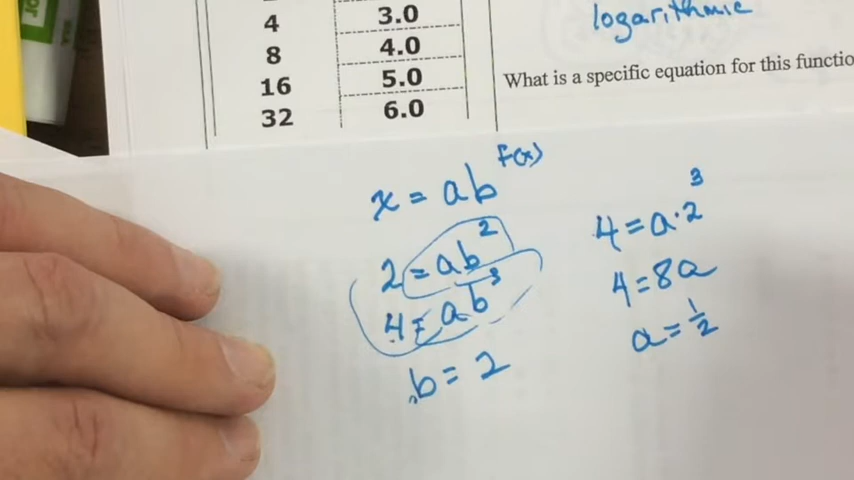 4 3.0
8 4.0
16 5.0
32 6.0
logarithmic
What is a specific equation for this functio
x = ab^f(x)
2 = ab^2
4 = ab^3
b = 2
4 = a·2^3
4 = 8a
a = 1/2